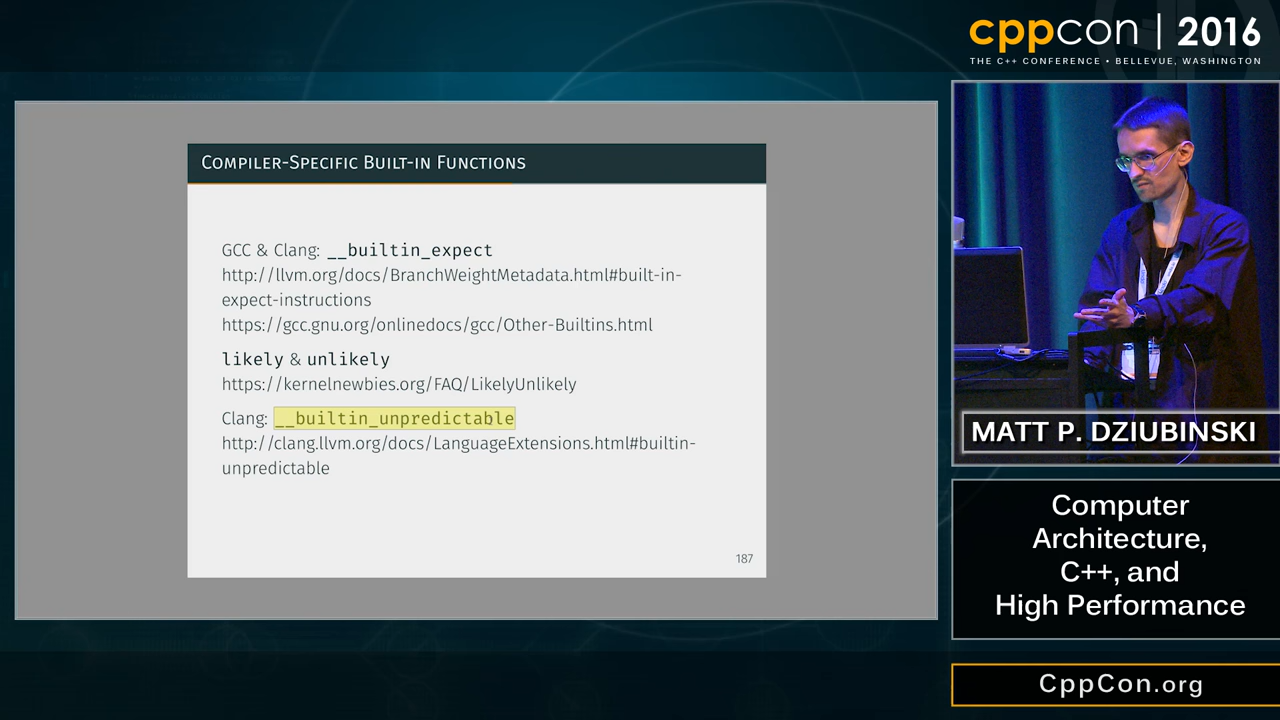 cppcon | 2016
THE C++ CONFERENCE • BELLEVUE, WASHINGTON
COMPILER-SPECIFIC BUILT-IN FUNCTIONS
GCC & Clang: __builtin_expect
http://llvm.org/docs/BranchWeightMetadata.html#built-in-
expect-instructions
https://gcc.gnu.org/onlinedocs/gcc/Other-Builtins.html
likely & unlikely
https://kernelnewbies.org/FAQ/LikelyUnlikely
Clang: __builtin_unpredictable
http://clang.llvm.org/docs/LanguageExtensions.html#builtin-
unpredictable
187
MATT P. DZIUBINSKI
Computer
Architecture,
C++, and
High Performance
CppCon.org